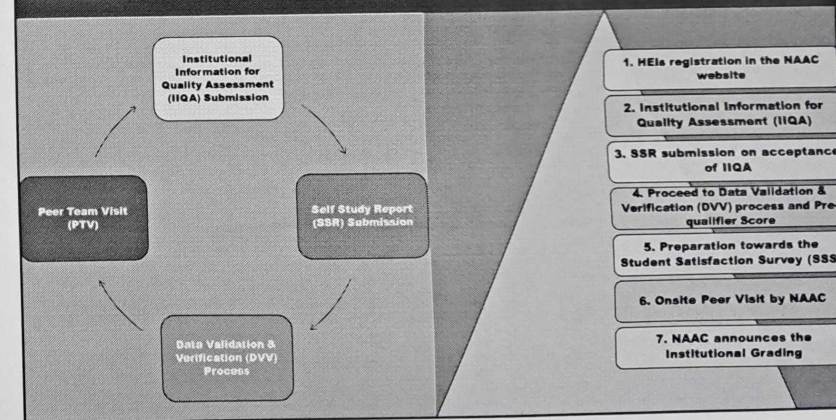 Institutional
Information for
Quality Assessment
(IIQA) Submission
Peer Team Visit
(PTV)
Self Study Report
(SSR) Submission
Data Validation &
Verification (DVV)
Process
1. HEIs registration in the NAAC
website
2. Institutional Information for
Quality Assessment (IIQA)
3. SSR submission on acceptance
of IIQA
4. Proceed to Data Validation &
Verification (DVV) process and Pre-
qualifier Score
5. Preparation towards the
Student Satisfaction Survey (SSS
6. Onsite Peer Visit by NAAC
7. NAAC announces the
Institutional Grading